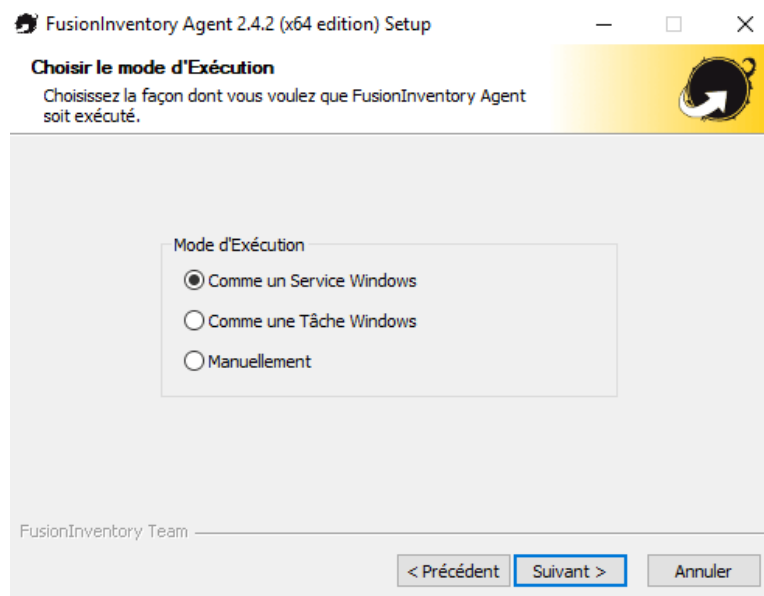 FusionInventory Agent 2.4.2 (x64 edition) Setup
Choisir le mode d'Exécution
Choisissez la façon dont vous voulez que FusionInventory Agent
soit exécuté.
Mode d'Exécution
Comme un Service Windows
Comme une Tâche Windows
Manuellement
FusionInventory Team
< Précédent Suivant > Annuler